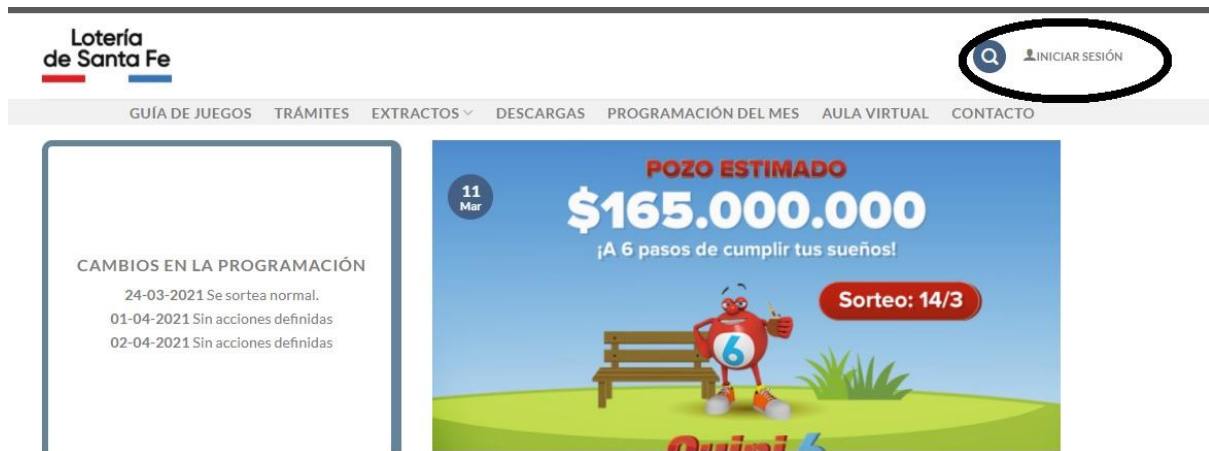 Lotería
de Santa Fe
INICIAR SESIÓN
GUÍA DE JUEGOS TRÁMITES EXTRACTOS DESCARGAS PROGRAMACIÓN DEL MES AULA VIRTUAL CONTACTO
CAMBIOS EN LA PROGRAMACIÓN
24-03-2021 Se sortea normal.
01-04-2021 Sin acciones definidas
02-04-2021 Sin acciones definidas
11
Mar
POZO ESTIMADO
$165.000.000
¡A 6 pasos de cumplir tus sueños!
Sorteo: 14/3
6
Quini 6